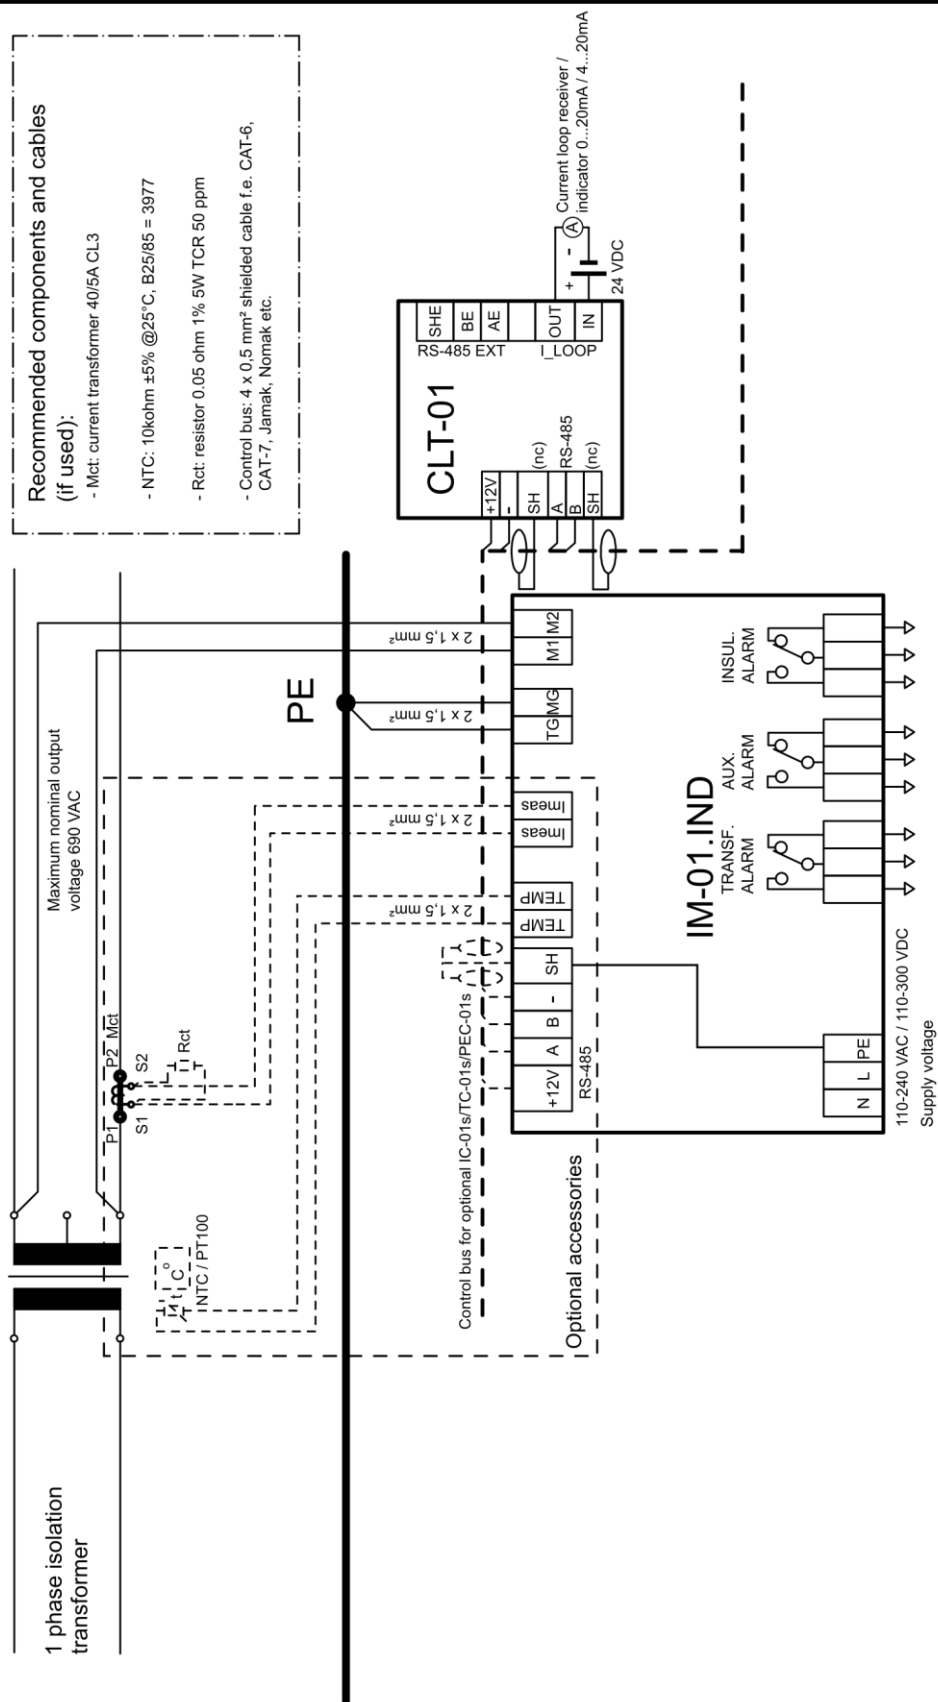 Recommended components and cables
(if used):
- Mct: current transformer 40/5A CL3
- NTC: 10kohm ±5% @25°C, B25/85 = 3977
- Rct: resistor 0.05 ohm 1% 5W TCR 50 ppm
- Control bus: 4 x 0,5 mm² shielded cable f.e. CAT-6,
CAT-7, Jamak, Nomak etc.
1 phase isolation
transformer
Maximum nominal output
voltage 690 VAC
P1
P2
Mct
S1
S2
Rct
t
C°
NTC / PT100
PE
2 x 1,5 mm²
2 x 1,5 mm²
2 x 1,5 mm²
2 x 1,5 mm²
Control bus for optional IC-01s/TC-01s/PEC-01s
Optional accessories
CLT-01
+12V
-
SH
(nc)
A
B
RS-485
SH
(nc)
SHE
BE
AE
RS-485 EXT
OUT
IN
I_LOOP
+
-
A
24 VDC
Current loop receiver /
indicator 0...20mA / 4...20mA
+12V
A
B
-
SH
RS-485
TEMP
TEMP
Imeas
Imeas
TG
MG
M1
M2
IM-01.IND
TRANSF.
ALARM
AUX.
ALARM
INSUL.
ALARM
N
L
PE
110-240 VAC / 110-300 VDC
Supply voltage